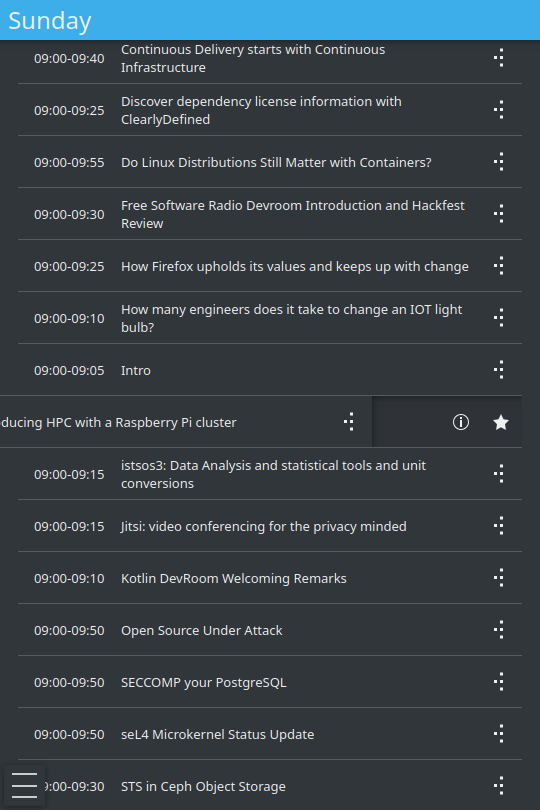 Sunday
09:00-09:40 Continuous Delivery starts with Continuous
Infrastructure
09:00-09:25 Discover dependency license information with
ClearlyDefined
09:00-09:55 Do Linux Distributions Still Matter with Containers?
09:00-09:30 Free Software Radio Devroom Introduction and Hackfest
Review
09:00-09:25 How Firefox upholds its values and keeps up with change
09:00-09:10 How many engineers does it take to change an IOT light
bulb?
09:00-09:05 Intro
ducing HPC with a Raspberry Pi cluster
09:00-09:15 istsos3: Data Analysis and statistical tools and unit
conversions
09:00-09:15 Jitsi: video conferencing for the privacy minded
09:00-09:10 Kotlin DevRoom Welcoming Remarks
09:00-09:50 Open Source Under Attack
09:00-09:50 SECCOMP your PostgreSQL
09:00-09:50 seL4 Microkernel Status Update
:00-09:30 STS in Ceph Object Storage